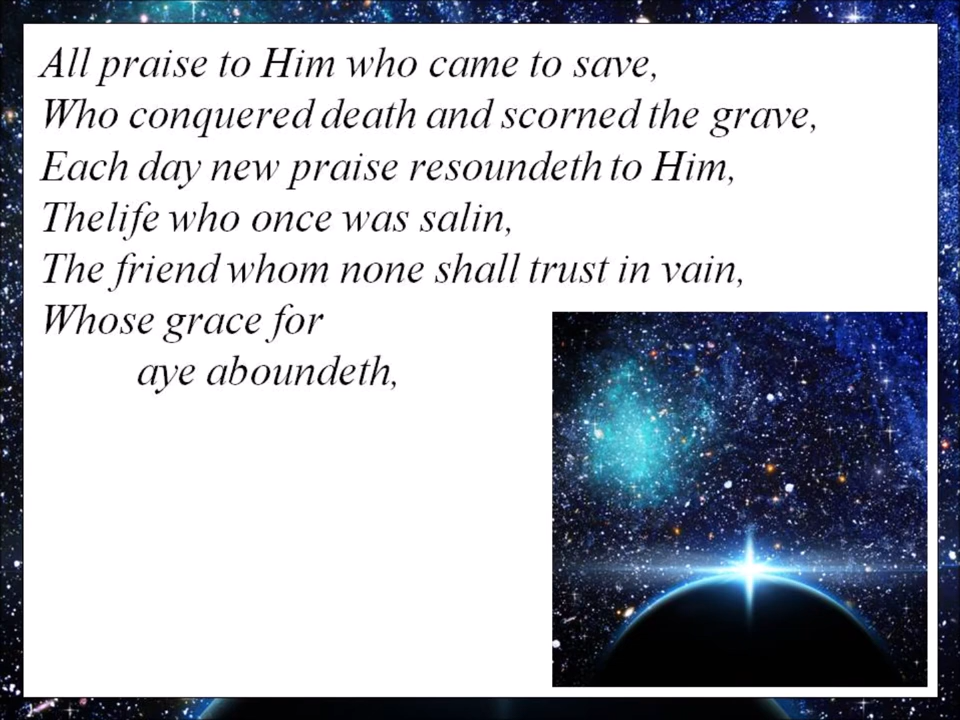 All praise to Him who came to save,
Who conquered death and scorned the grave,
Each day new praise resoundeth to Him,
Thelife who once was salin,
The friend whom none shall trust in vain,
Whose grace for
aye aboundeth,